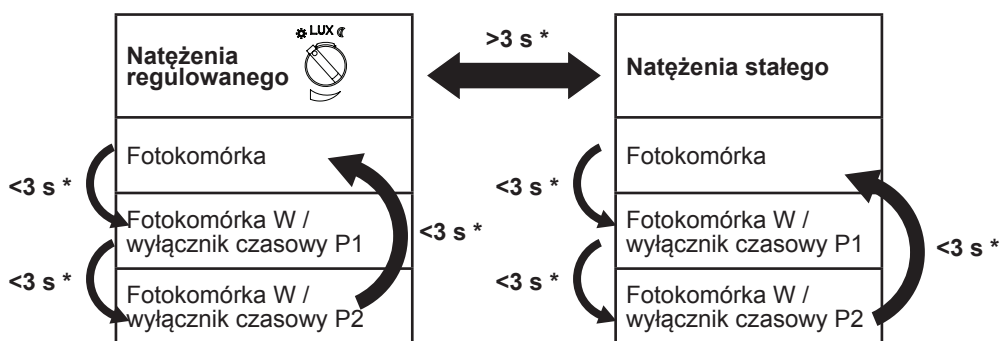 LUX
Natężenia
regulowanego
>3 s *
Natężenia stałego
Fotokomórka
Fotokomórka
<3 s *
<3 s *
Fotokomórka W /
wyłącznik czasowy P1
<3 s *
Fotokomórka W /
wyłącznik czasowy P1
<3 s *
<3 s *
<3 s *
Fotokomórka W /
wyłącznik czasowy P2
Fotokomórka W /
wyłącznik czasowy P2